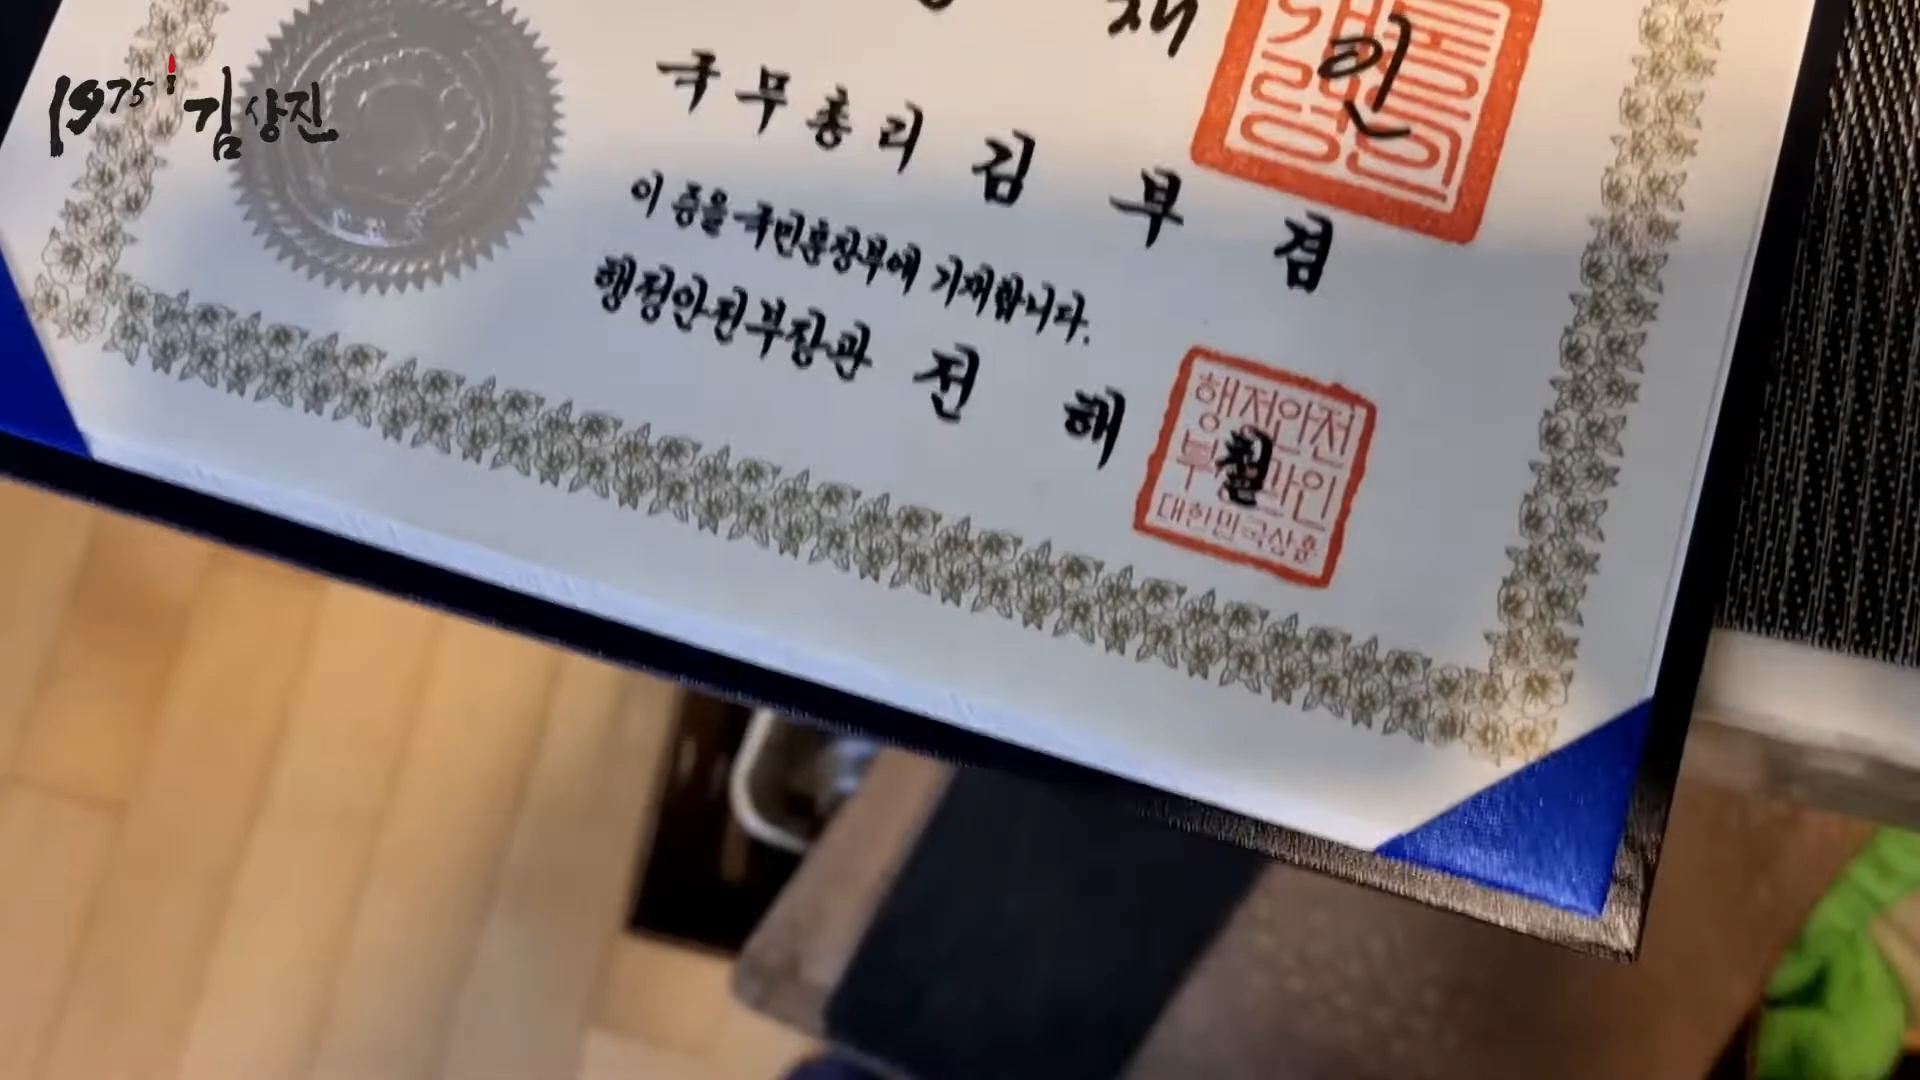 1975 김상진
재 인
국무총리 김 부 겸
이 증을 국민훈장부에 기재합니다.
행정안전부장관 전 해 철
행정안전
부장관인
대한민국상훈